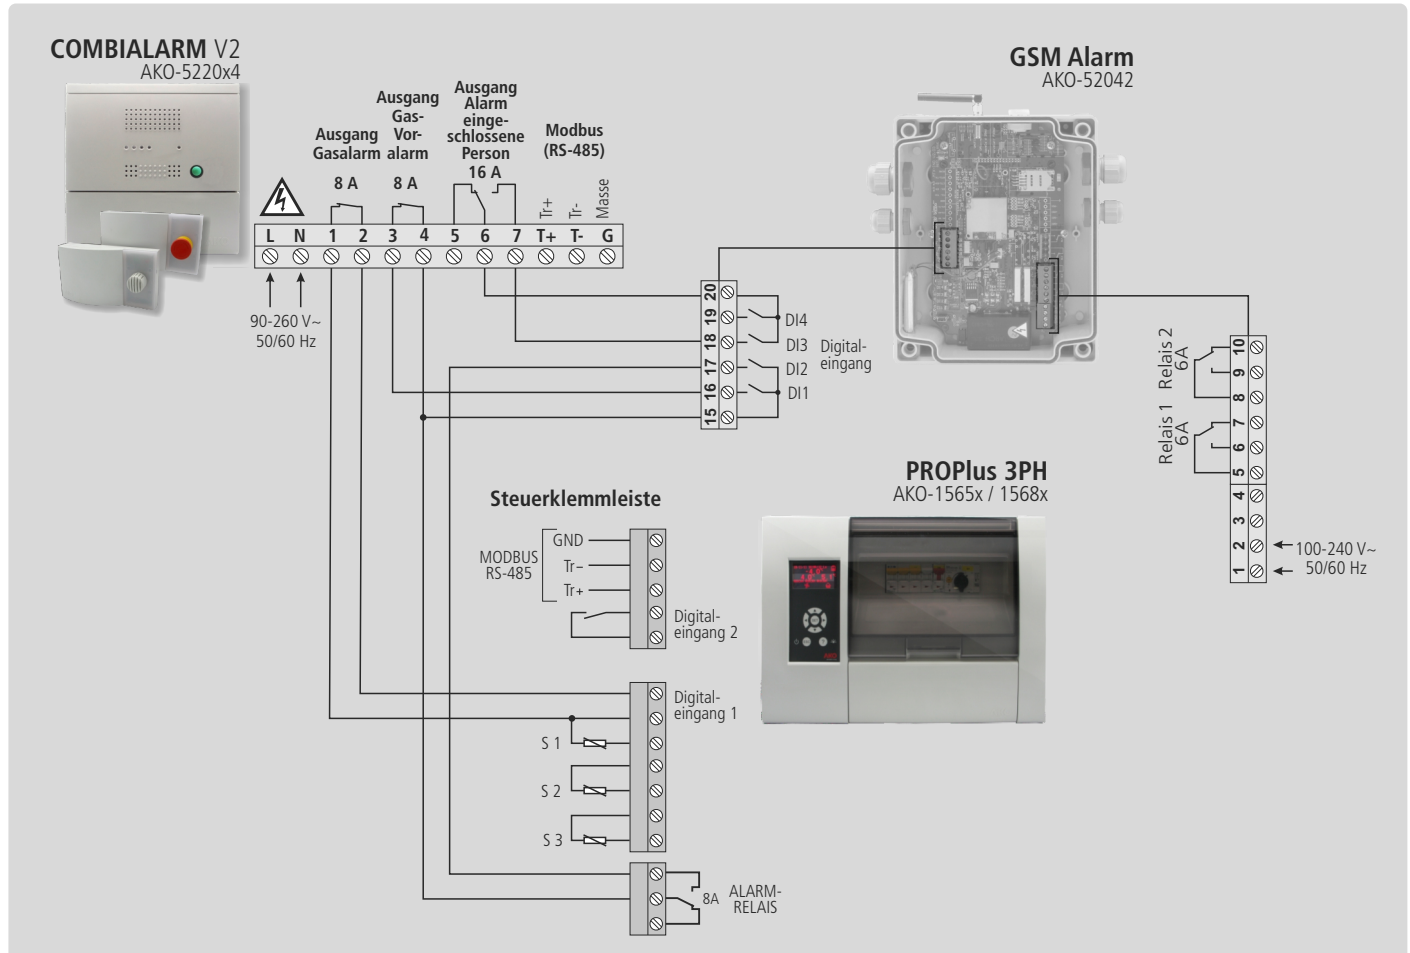 COMBIALARM V2
AKO-5220x4
GSM Alarm
AKO-52042
Ausgang
Gasalarm
8 A
Ausgang
Gas-
Vor-
alarm
8 A
Ausgang
Alarm
einge-
schlossene
Person
16 A
Modbus
(RS-485)
Tr+
Tr-
Masse
L N 1 2 3 4 5 6 7 T+ T- G
90-260 V~
50/60 Hz
20
19
18
17
16
15
DI4
DI3
DI2
DI1
Digital-
eingang
Relais 2
6A
Relais 1
6A
10
9
8
7
6
5
4
3
2
1
100-240 V~
50/60 Hz
PROPlus 3PH
AKO-1565x / 1568x
Steuerklemmleiste
MODBUS
RS-485
GND
Tr–
Tr+
Digital-
eingang 2
Digital-
eingang 1
S 1
S 2
S 3
8A
ALARM-
RELAIS